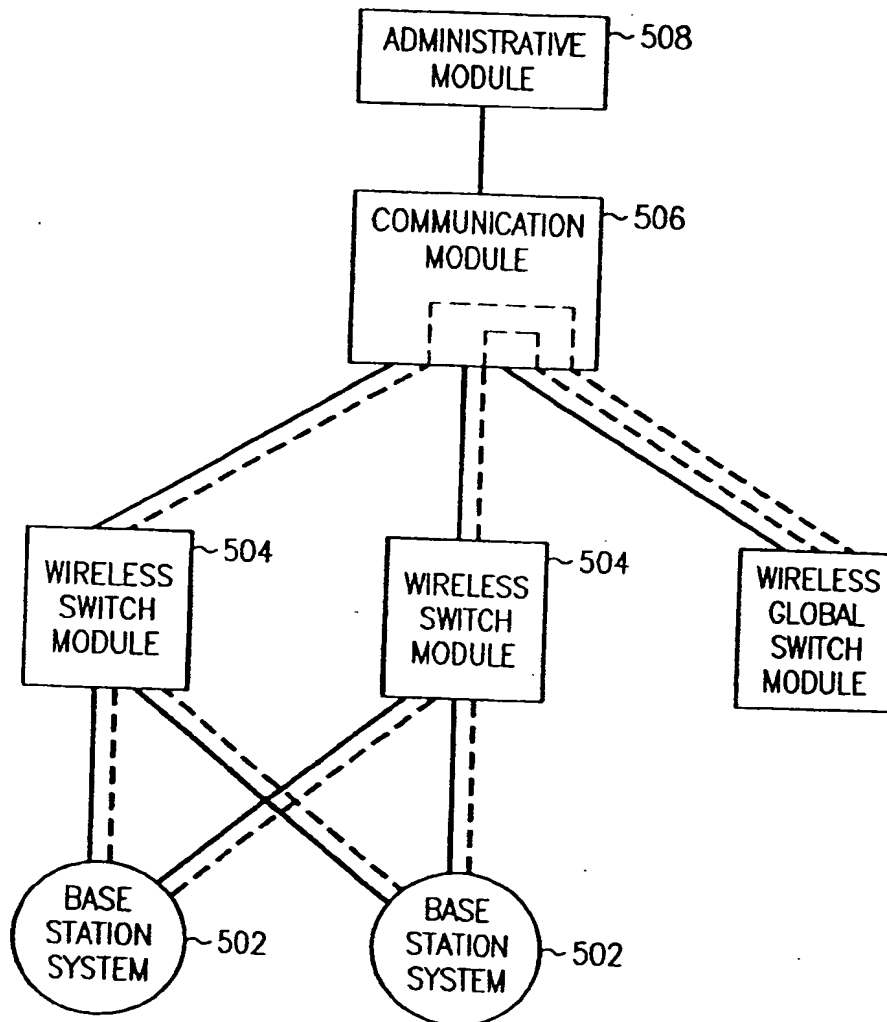 ADMINISTRATIVE
MODULE
508
COMMUNICATION
MODULE
506
WIRELESS
SWITCH
MODULE
504
WIRELESS
SWITCH
MODULE
504
WIRELESS
GLOBAL
SWITCH
MODULE
BASE
STATION
SYSTEM
502
BASE
STATION
SYSTEM
502